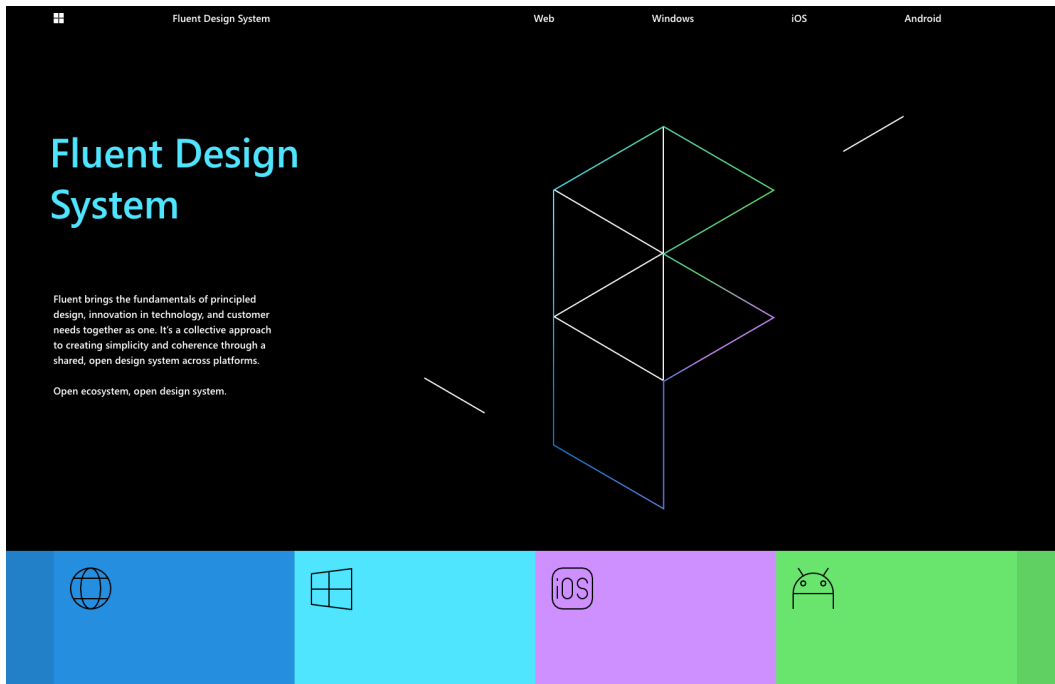 Fluent Design System
Web
Windows
iOS
Android
Fluent Design
System
Fluent brings the fundamentals of principled
design, innovation in technology, and customer
needs together as one. It's a collective approach
to creating simplicity and coherence through a
shared, open design system across platforms.
Open ecosystem, open design system.
iOS